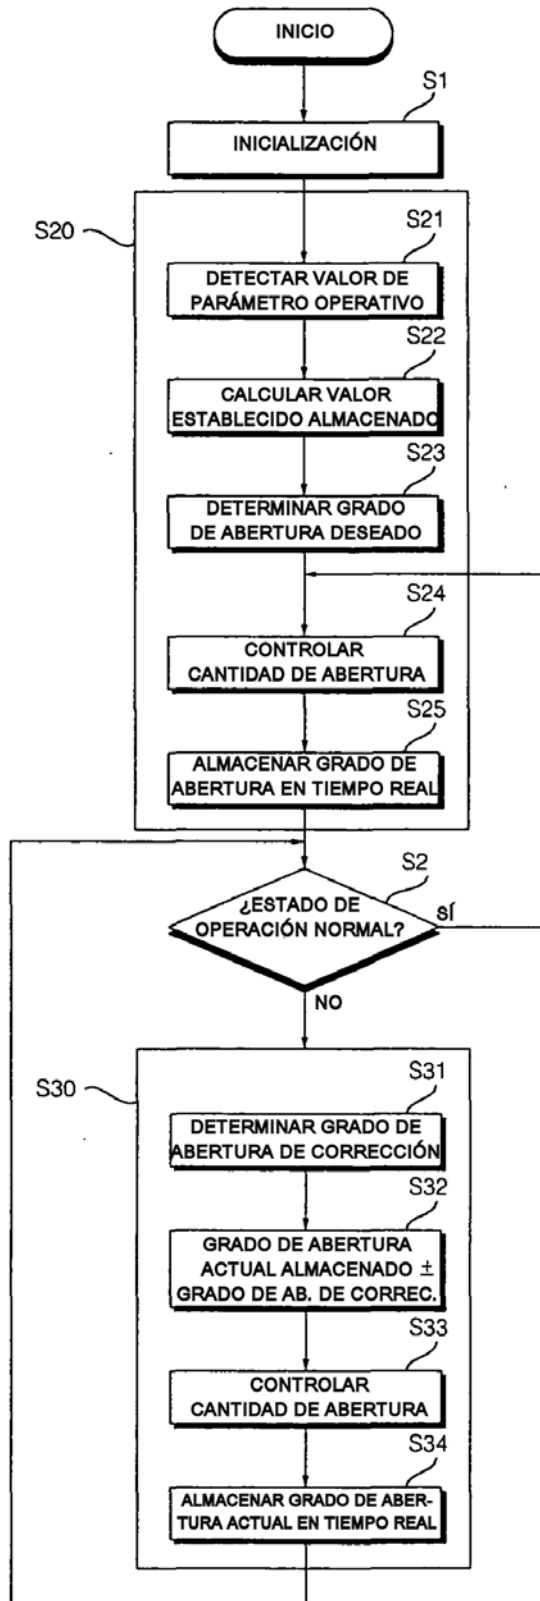 INICIO
S1
INICIALIZACIÓN
S20
S21
DETECTAR VALOR DE
PARÁMETRO OPERATIVO
S22
CALCULAR VALOR
ESTABLECIDO ALMACENADO
S23
DETERMINAR GRADO
DE ABERTURA DESEADO
S24
CONTROLAR
CANTIDAD DE ABERTURA
S25
ALMACENAR GRADO DE
ABERTURA EN TIEMPO REAL
S2
¿ESTADO DE
OPERACIÓN NORMAL?
SÍ
NO
S30
S31
DETERMINAR GRADO DE
ABERTURA DE CORRECCIÓN
S32
GRADO DE ABERTURA
ACTUAL ALMACENADO ±
GRADO DE AB. DE CORREC.
S33
CONTROLAR
CANTIDAD DE ABERTURA
S34
ALMACENAR GRADO DE ABER-
TURA ACTUAL EN TIEMPO REAL